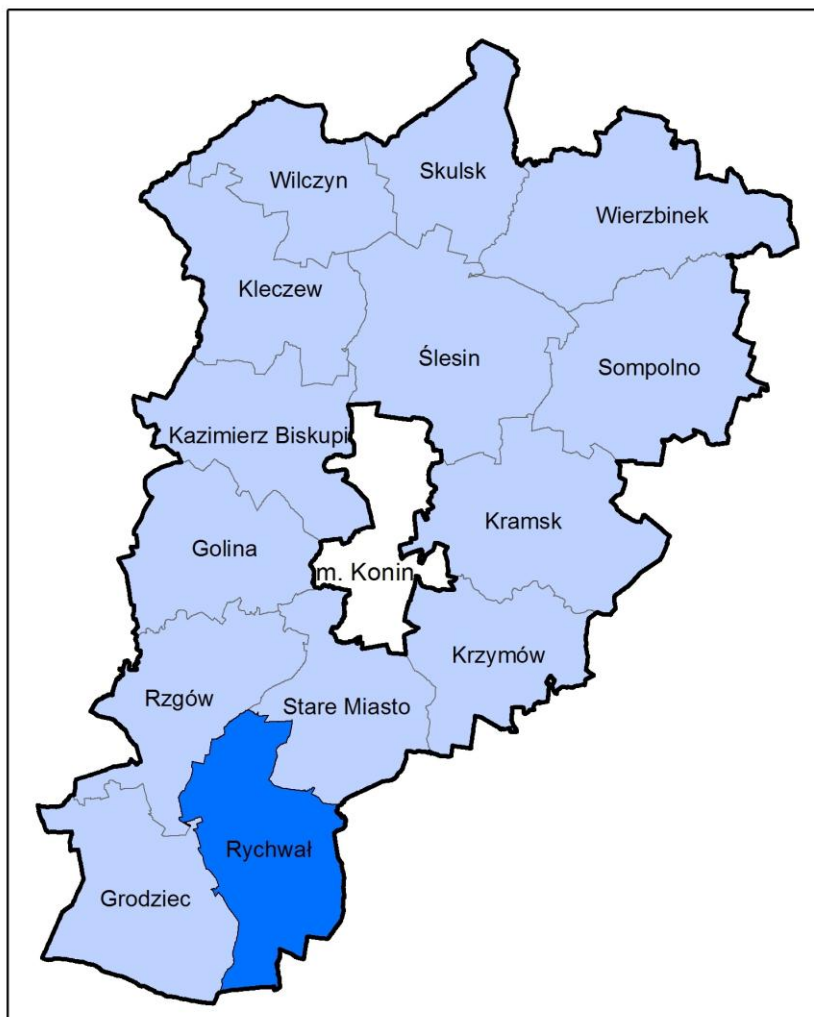 Wilczyn
Skulsk
Wierzbinek
Kleczew
Ślesin
Sompolno
Kazimierz Biskupi
Golina
Kramsk
m. Konin
Krzymów
Rzgów
Stare Miasto
Rychwał
Grodziec